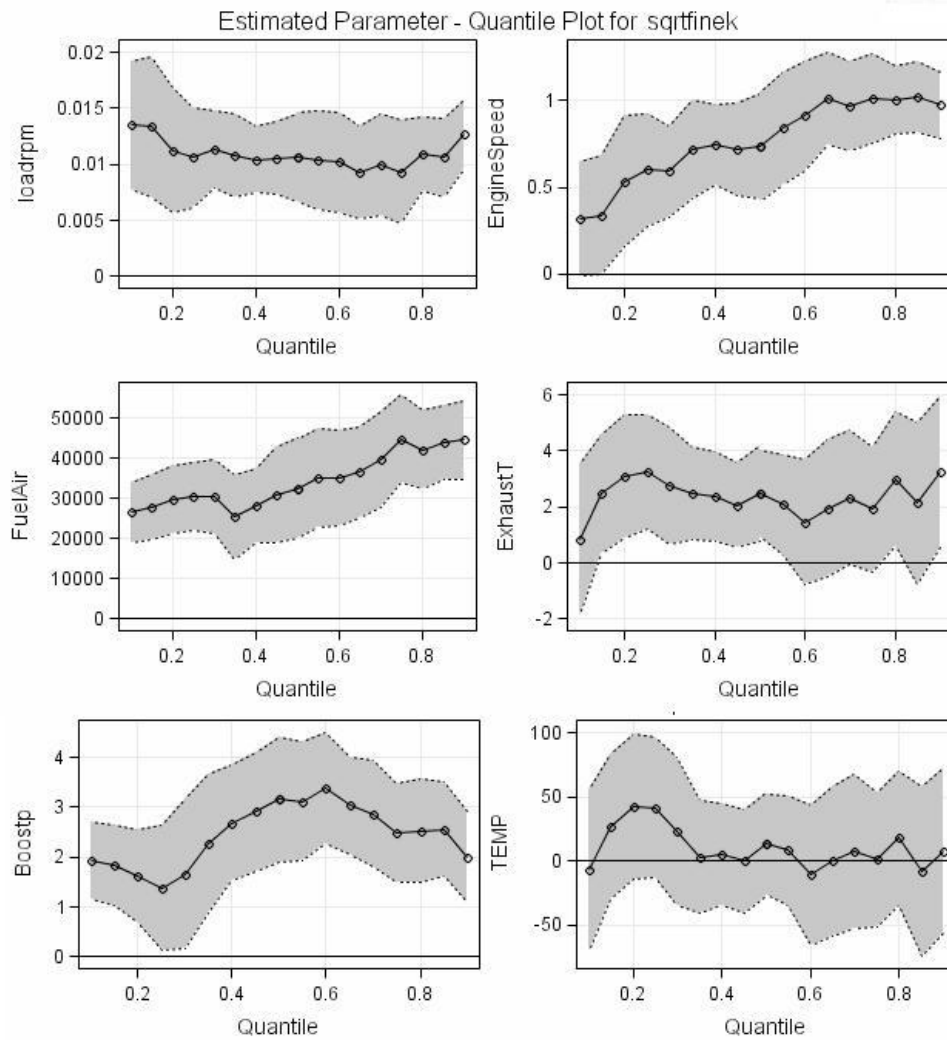 Estimated Parameter - Quantile Plot for sqrtfinek
loadrpm
0.02
0.015
0.01
0.005
0
0.2 0.4 0.6 0.8
Quantile
EngineSpeed
1
0.5
0
0.2 0.4 0.6 0.8
Quantile
FuelAir
50000
40000
30000
20000
10000
0
0.2 0.4 0.6 0.8
Quantile
ExhaustT
6
4
2
0
-2
0.2 0.4 0.6 0.8
Quantile
Boostp
4
3
2
1
0
0.2 0.4 0.6 0.8
Quantile
TEMP
100
50
0
-50
0.2 0.4 0.6 0.8
Quantile